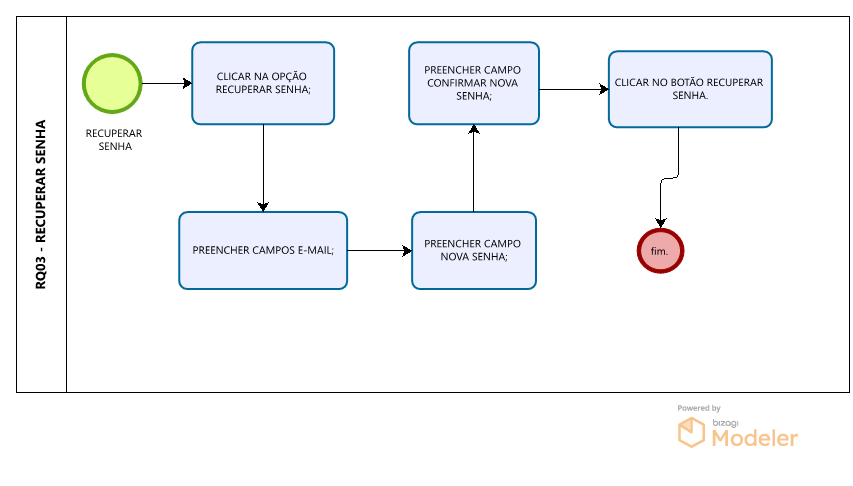 RQ03 - RECUPERAR SENHA
RECUPERAR
SENHA
CLICAR NA OPÇÃO
RECUPERAR SENHA;
PREENCHER CAMPOS E-MAIL;
PREENCHER CAMPO
NOVA SENHA;
PREENCHER CAMPO
CONFIRMAR NOVA
SENHA;
CLICAR NO BOTÃO RECUPERAR
SENHA.
fim.
Powered by
bizagi
Modeler